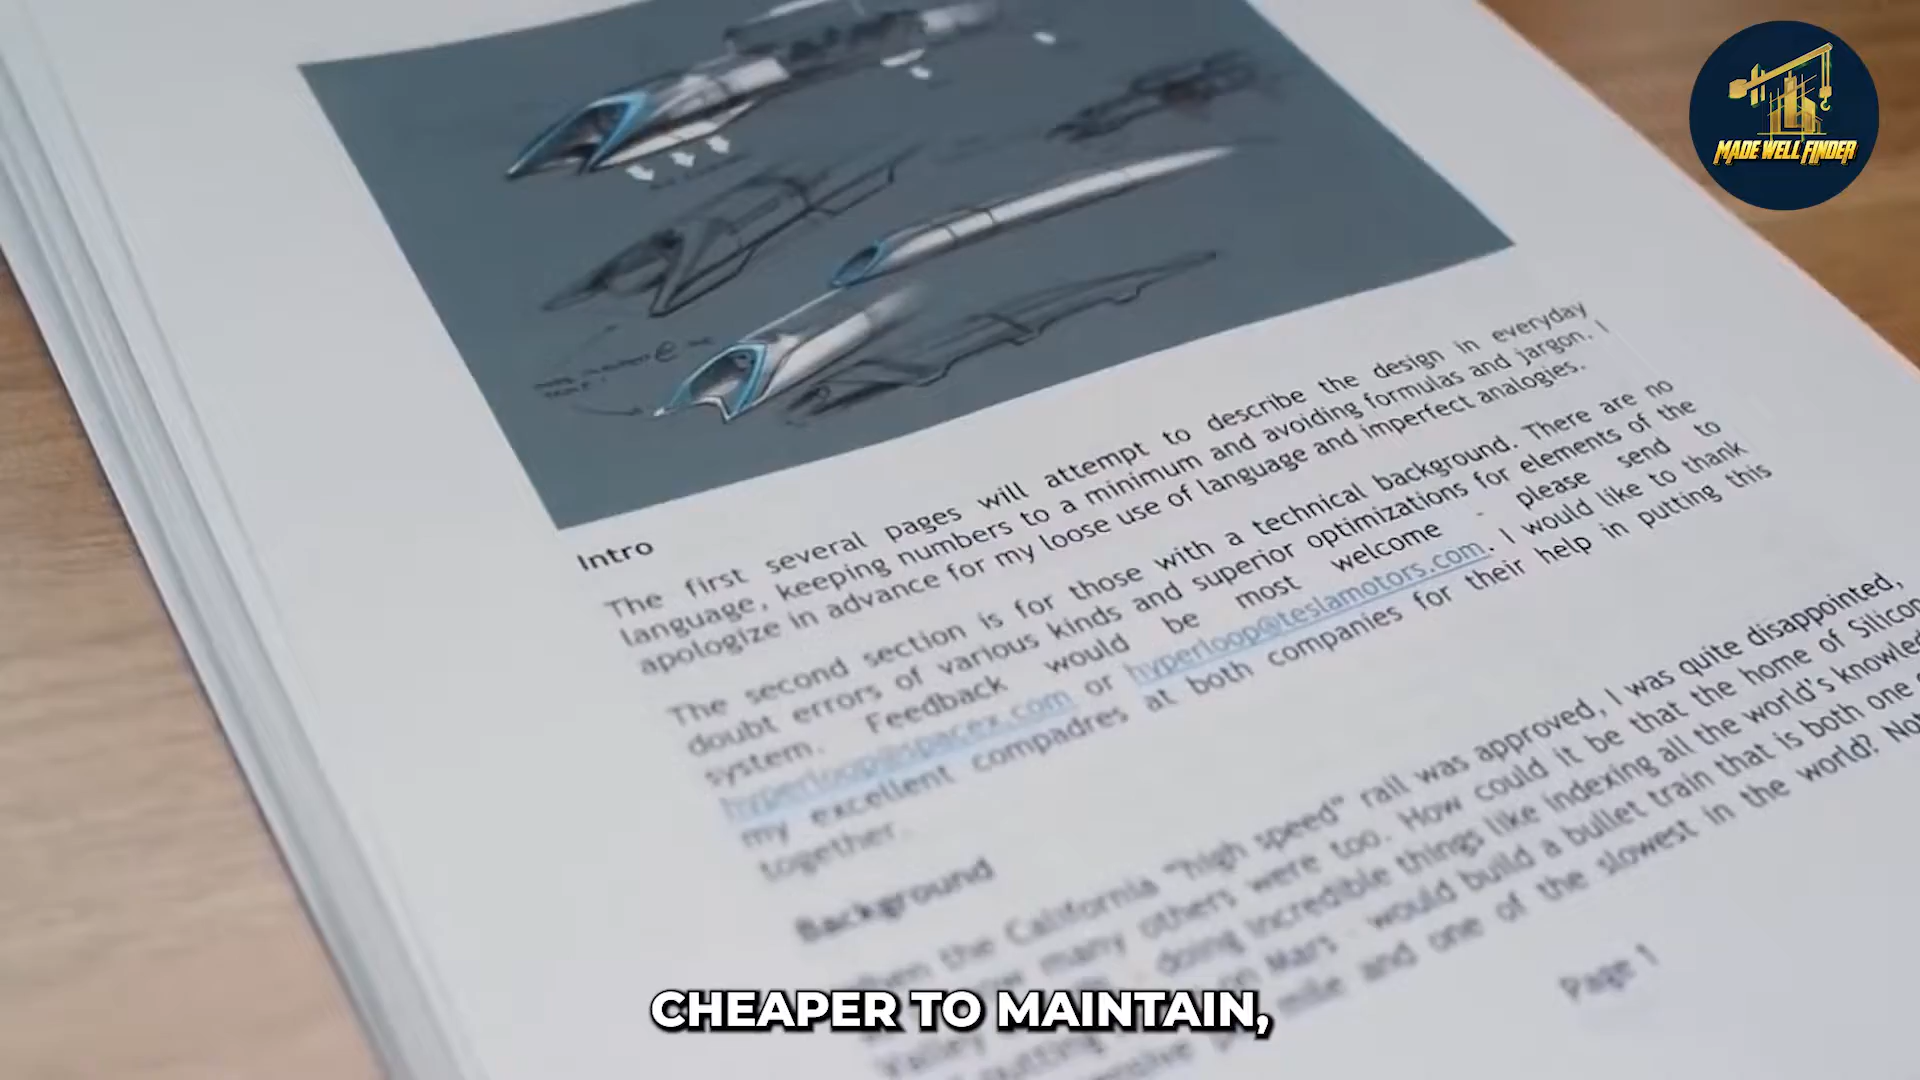 MADE WELL FINDER
Intro
The first several pages will attempt to describe the design in everyday
language, keeping numbers to a minimum and avoiding formulas and jargon. I
apologize in advance for my loose use of language and imperfect analogies.
The second section is for those with a technical background. There are no
doubt errors of various kinds and superior optimizations for elements of the
system. Feedback would be most welcome - please send to
hyperloop@spacex.com or hyperloop@teslamotors.com. I would like to thank
my excellent compadres at both companies for their help in putting this
together.
Background
When the California "high speed" rail was approved, I was quite disappointed,
know many others were too. How could it be that the home of Silicon
Valley doing incredible things like indexing all the world's knowled
putting on Mars would build a bullet train that is both one
mile and one of the slowest in the world? Not
Page 1
CHEAPER TO MAINTAIN,